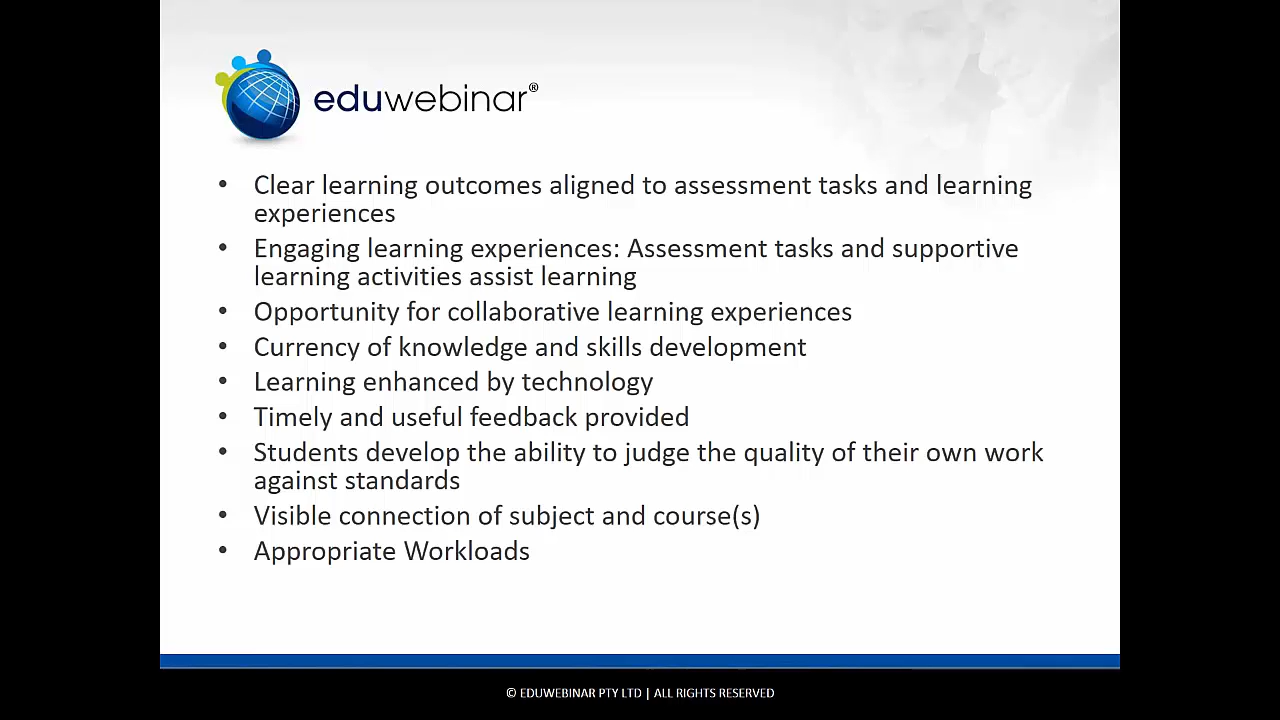 eduwebinar®
• Clear learning outcomes aligned to assessment tasks and learning
experiences
• Engaging learning experiences: Assessment tasks and supportive
learning activities assist learning
• Opportunity for collaborative learning experiences
• Currency of knowledge and skills development
• Learning enhanced by technology
• Timely and useful feedback provided
• Students develop the ability to judge the quality of their own work
against standards
• Visible connection of subject and course(s)
• Appropriate Workloads
© EDUWEBINAR PTY LTD | ALL RIGHTS RESERVED